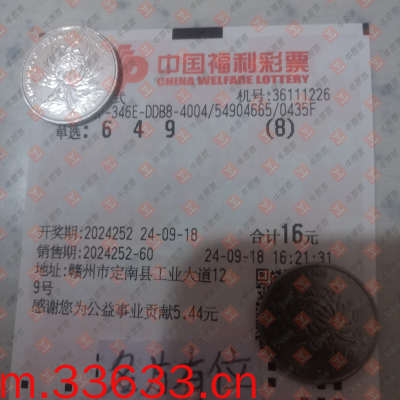 中国福利彩票
CHINA WELFARE LOTTERY
式 机号:36111226
-346E-DDB8-4004/54904665/0435F
单选: 6 4 9 (8)
开奖期:2024252 24-09-18 合计16元
销售期:2024252-60 24-09-18 16:21:31
地址:赣州市定南县工业大道12
9号
感谢您为公益事业贡献5.44元
m.33633.cn